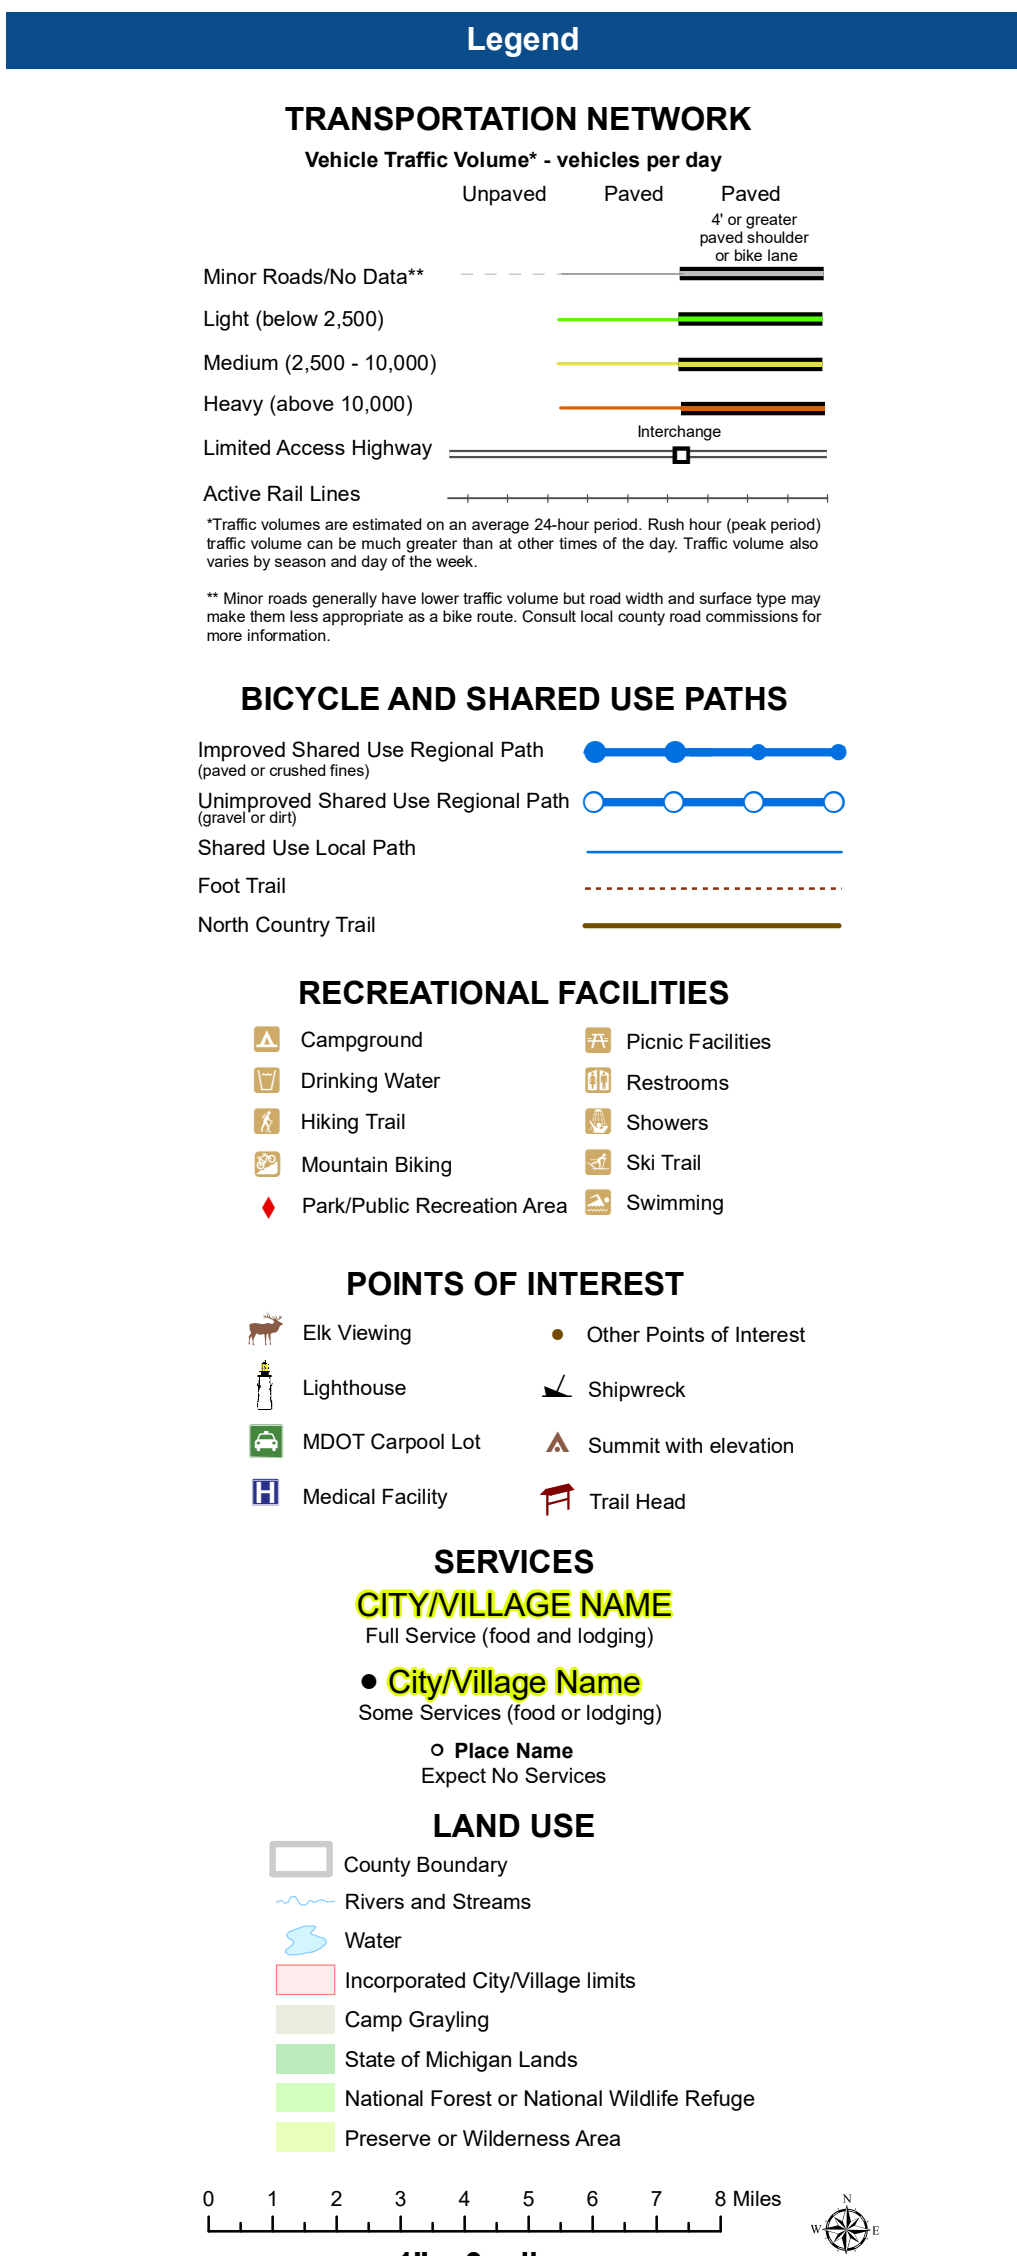 Legend
TRANSPORTATION NETWORK
Vehicle Traffic Volume* - vehicles per day
Unpaved Paved Paved
4' or greater
paved shoulder
or bike lane
Minor Roads/No Data**
Light (below 2,500)
Medium (2,500 - 10,000)
Heavy (above 10,000)
Interchange
Limited Access Highway
Active Rail Lines
*Traffic volumes are estimated on an average 24-hour period. Rush hour (peak period)
traffic volume can be much greater than at other times of the day. Traffic volume also
varies by season and day of the week.
** Minor roads generally have lower traffic volume but road width and surface type may
make them less appropriate as a bike route. Consult local county road commissions for
more information.
BICYCLE AND SHARED USE PATHS
Improved Shared Use Regional Path
(paved or crushed fines)
Unimproved Shared Use Regional Path
(gravel or dirt)
Shared Use Local Path
Foot Trail
North Country Trail
RECREATIONAL FACILITIES
Campground
Drinking Water
Hiking Trail
Mountain Biking
Park/Public Recreation Area
Picnic Facilities
Restrooms
Showers
Ski Trail
Swimming
POINTS OF INTEREST
Elk Viewing
Lighthouse
MDOT Carpool Lot
H Medical Facility
Other Points of Interest
Shipwreck
Summit with elevation
Trail Head
SERVICES
CITY/VILLAGE NAME
Full Service (food and lodging)
City/Village Name
Some Services (food or lodging)
Place Name
Expect No Services
LAND USE
County Boundary
Rivers and Streams
Water
Incorporated City/Village limits
Camp Grayling
State of Michigan Lands
National Forest or National Wildlife Refuge
Preserve or Wilderness Area
0 1 2 3 4 5 6 7 8 Miles
N
W E